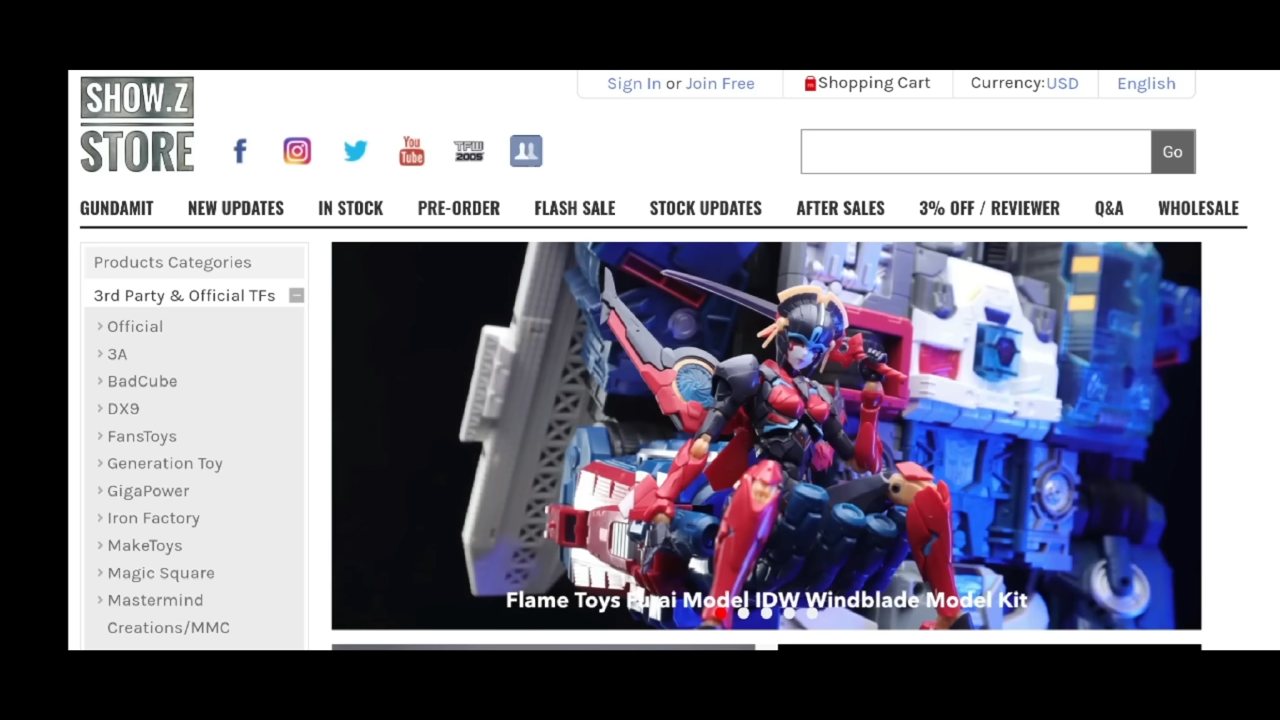 SHOW.Z
STORE
Sign In or Join Free
Shopping Cart
Currency:USD
English
You
Tube
TFW
2005
Go
GUNDAMIT NEW UPDATES IN STOCK PRE-ORDER FLASH SALE STOCK UPDATES AFTER SALES 3% OFF / REVIEWER Q&A WHOLESALE
Products Categories
3rd Party & Official TFs
Official
3A
BadCube
DX9
FansToys
Generation Toy
GigaPower
Iron Factory
MakeToys
Magic Square
Mastermind
Creations/MMC
Flame Toys Furai Model IDW Windblade Model Kit